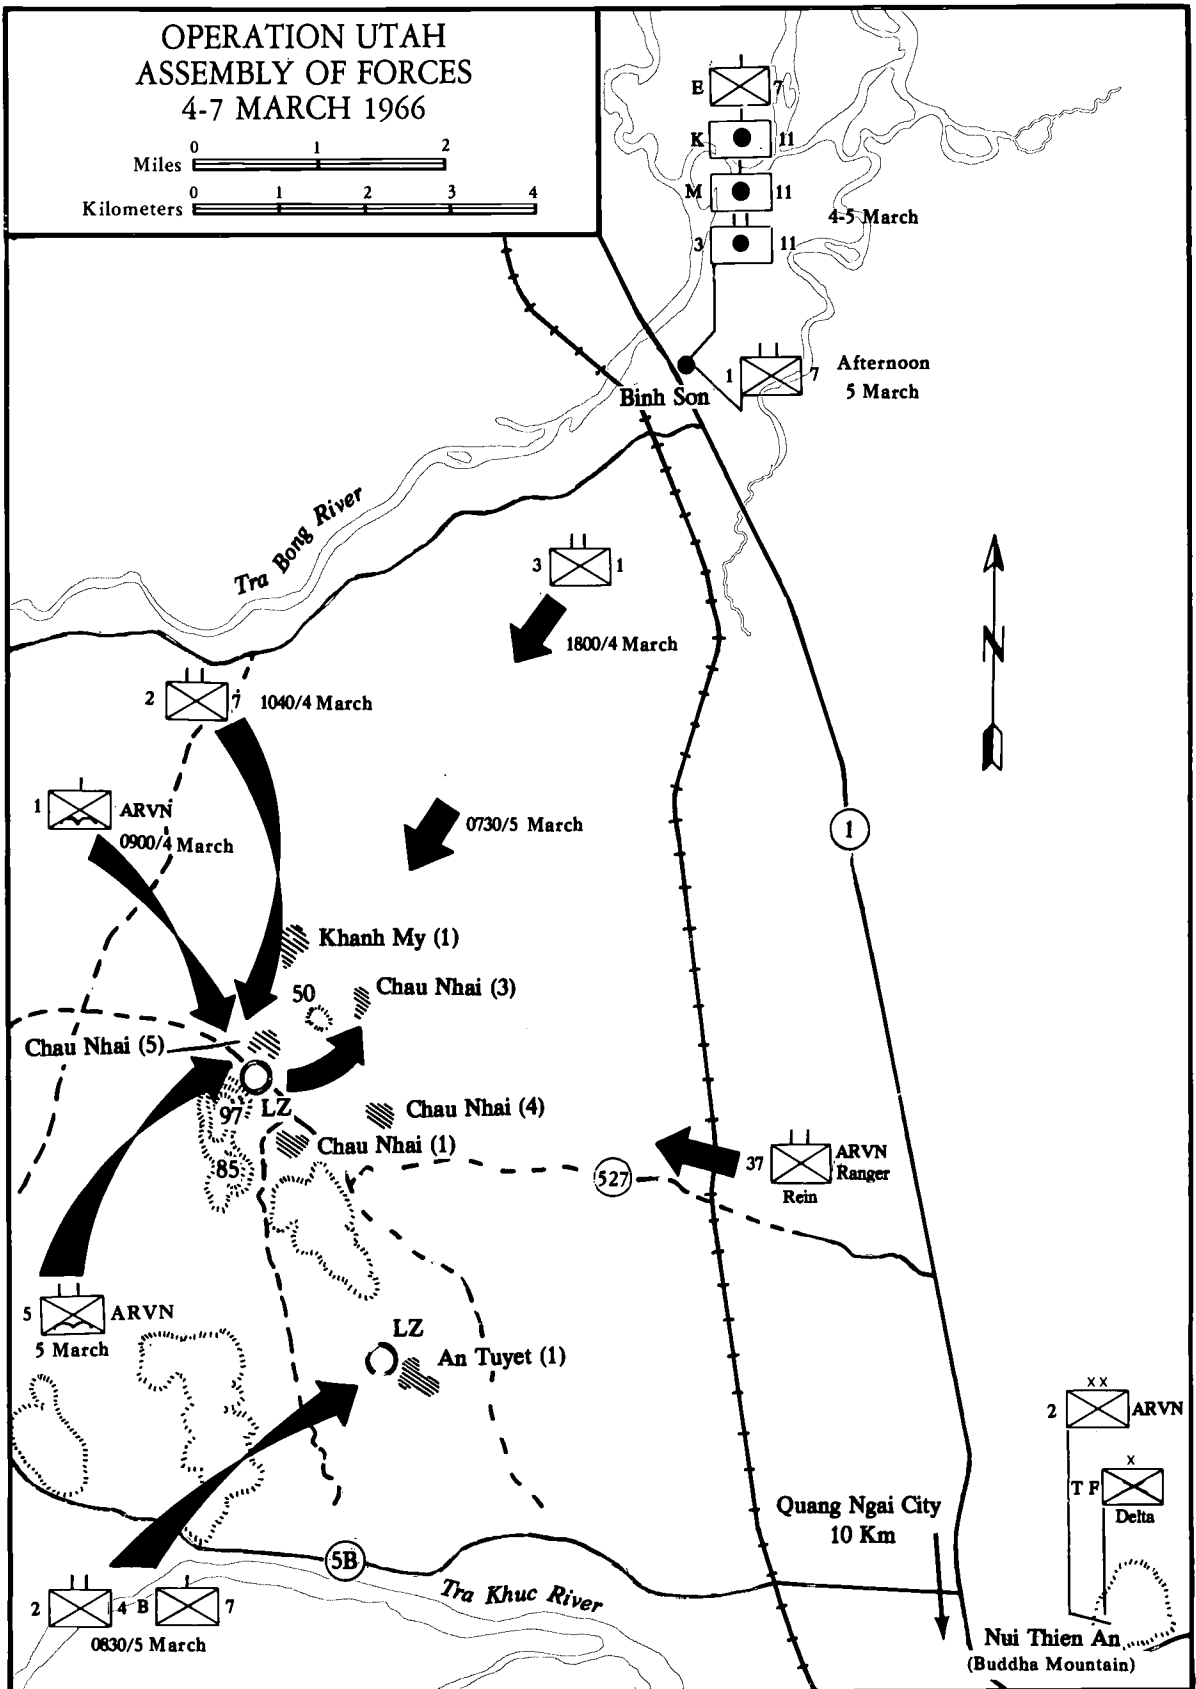 OPERATION UTAH
ASSEMBLY OF FORCES
4-7 MARCH 1966
0 1 2
Miles
0 1 2 3 4
Kilometers
E 7
K 11
M 11
4-5 March
3 11
Afternoon
1 7
5 March
Binh Son
Tra Bong River
3 1
1800/4 March
N
2 7 1040/4 March
1 ARVN
0900/4 March
0730/5 March
1
Khanh My (1)
50
Chau Nhai (3)
Chau Nhai (5)
97
LZ
Chau Nhai (4)
Chau Nhai (1)
85
527
37 ARVN
Ranger
Rein
5 ARVN
5 March
LZ
An Tuyet (1)
XX
2 ARVN
X
T F
Delta
Quang Ngai City
10 Km
5B
Tra Khuc River
2 4 B 7
0830/5 March
Nui Thien An
(Buddha Mountain)